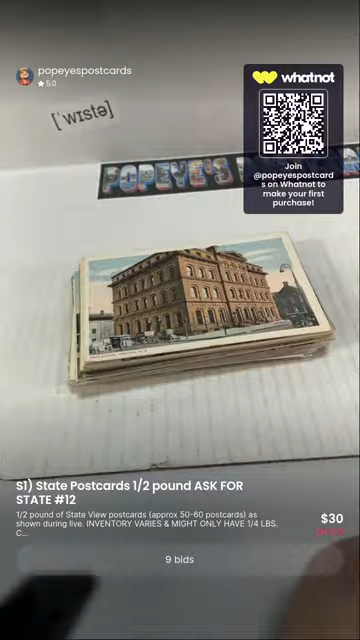 popeyespostcards
★ 5.0
whatnot
['wɪstə]
Join
@popeyespostcard
s on Whatnot to
make your first
purchase!
POPEYE'S
S1) State Postcards 1/2 pound ASK FOR
STATE #12
1/2 pound of State View postcards (approx 50-60 postcards) as
shown during live. INVENTORY VARIES & MIGHT ONLY HAVE 1/4 LBS.
C...
$30
9 bids